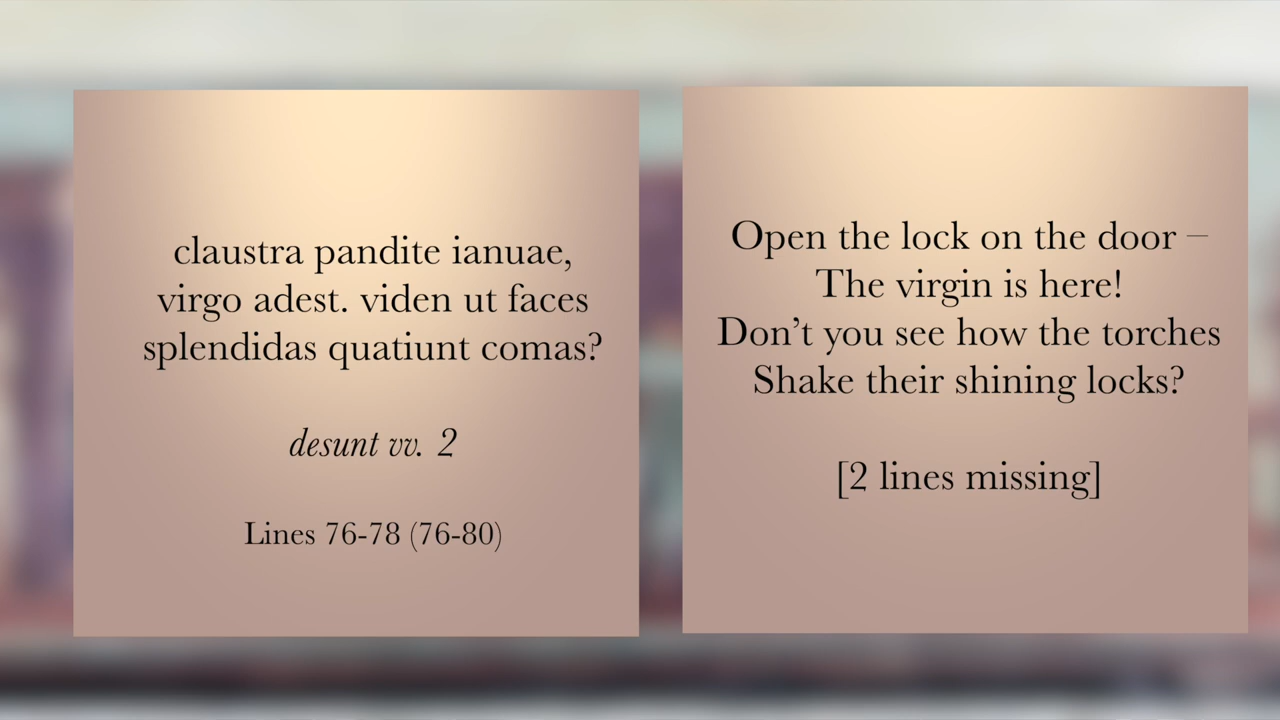 claustra pandite ianuae,
virgo adest. viden ut faces
splendidas quatiunt comas?
desunt vv. 2
Lines 76-78 (76-80)
Open the lock on the door –
The virgin is here!
Don’t you see how the torches
Shake their shining locks?
[2 lines missing]